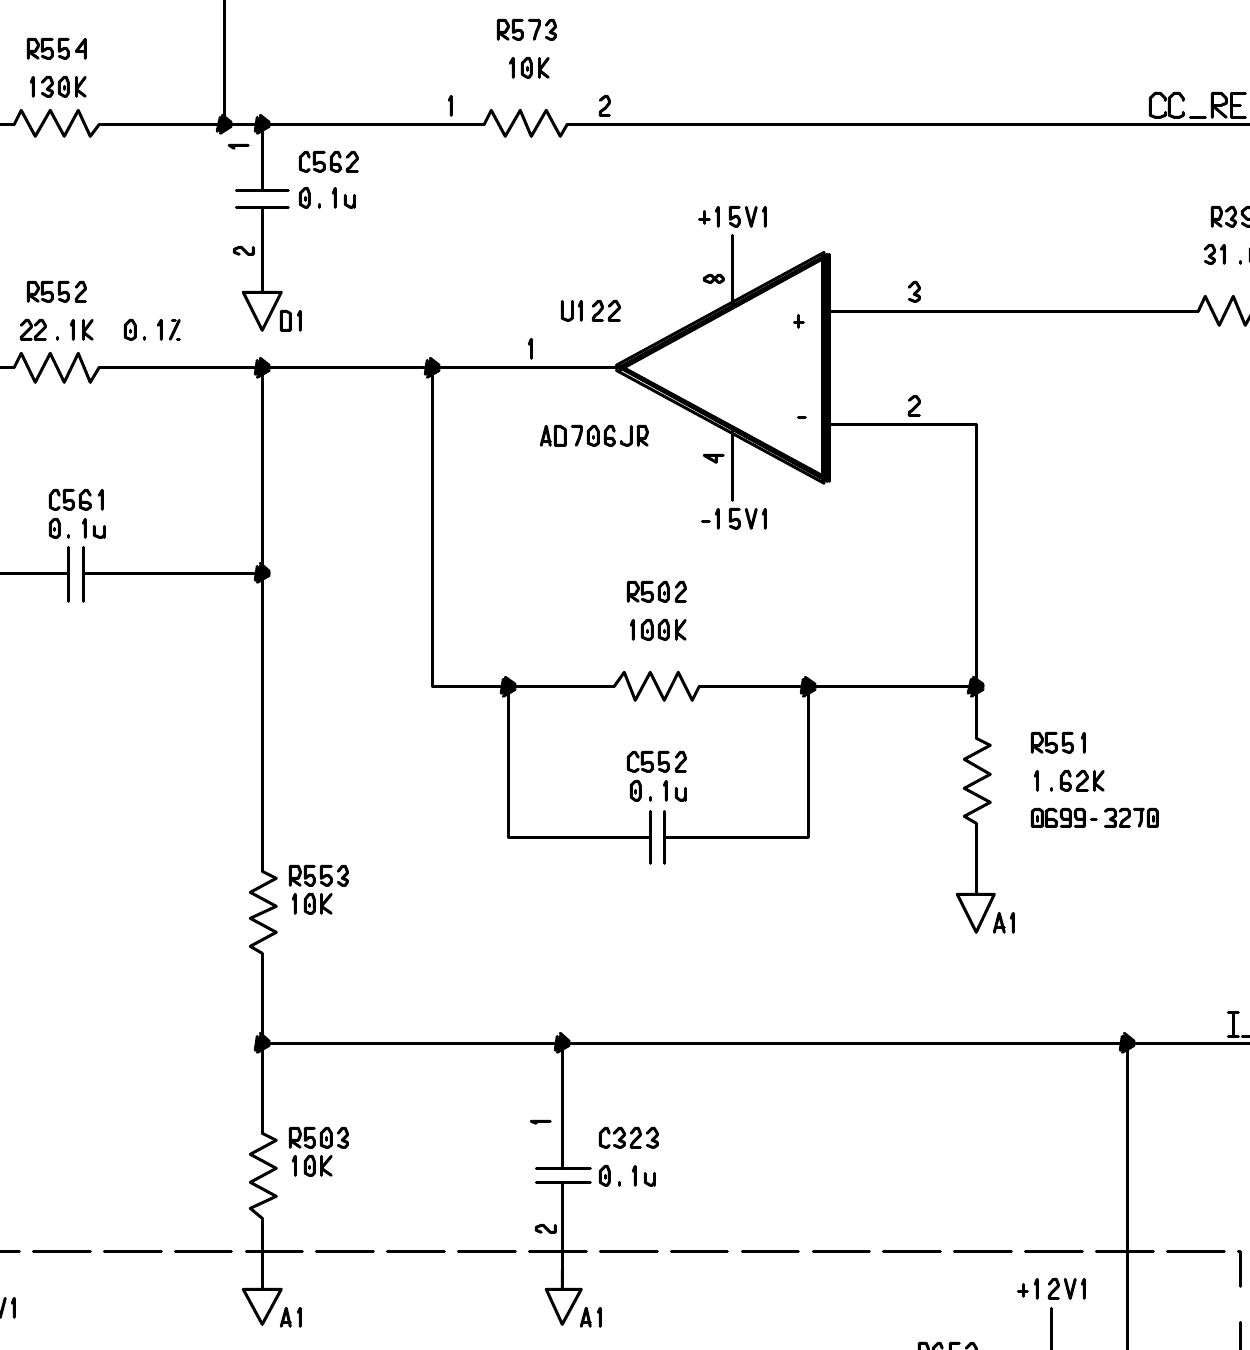 R573
R554
10K
130K
1
2
CC_RE
1
C562
0.1u
+15V1
2
8
R39
31.
R552
D1
U122
3
22.1K 0.1%
+
1
2
-
AD706JR
4
C561
-15V1
0.1u
R502
100K
R551
C552
1.62K
0.1u
0699-3270
R553
10K
A1
I_
1
R503
C323
10K
0.1u
2
+12V1
V1
A1
A1